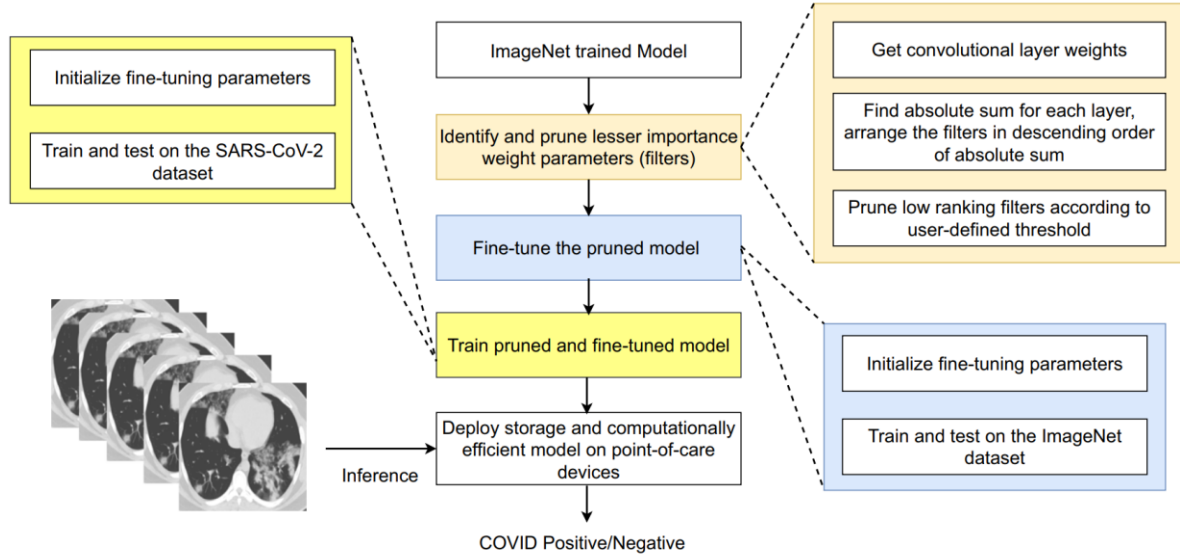 Initialize fine-tuning parameters
Train and test on the SARS-CoV-2
dataset
ImageNet trained Model
Identify and prune lesser importance
weight parameters (filters)
Fine-tune the pruned model
Train pruned and fine-tuned model
Deploy storage and computationally
efficient model on point-of-care
devices
Inference
COVID Positive/Negative
Get convolutional layer weights
Find absolute sum for each layer,
arrange the filters in descending order
of absolute sum
Prune low ranking filters according to
user-defined threshold
Initialize fine-tuning parameters
Train and test on the ImageNet
dataset